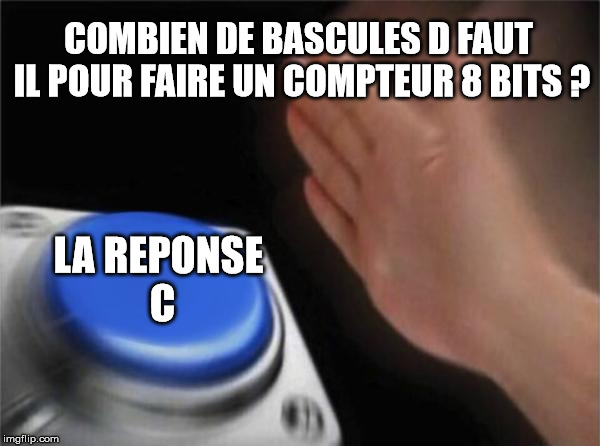 COMBIEN DE BASCULES D FAUT
IL POUR FAIRE UN COMPTEUR 8 BITS ?
LA REPONSE
C
imgflip.com